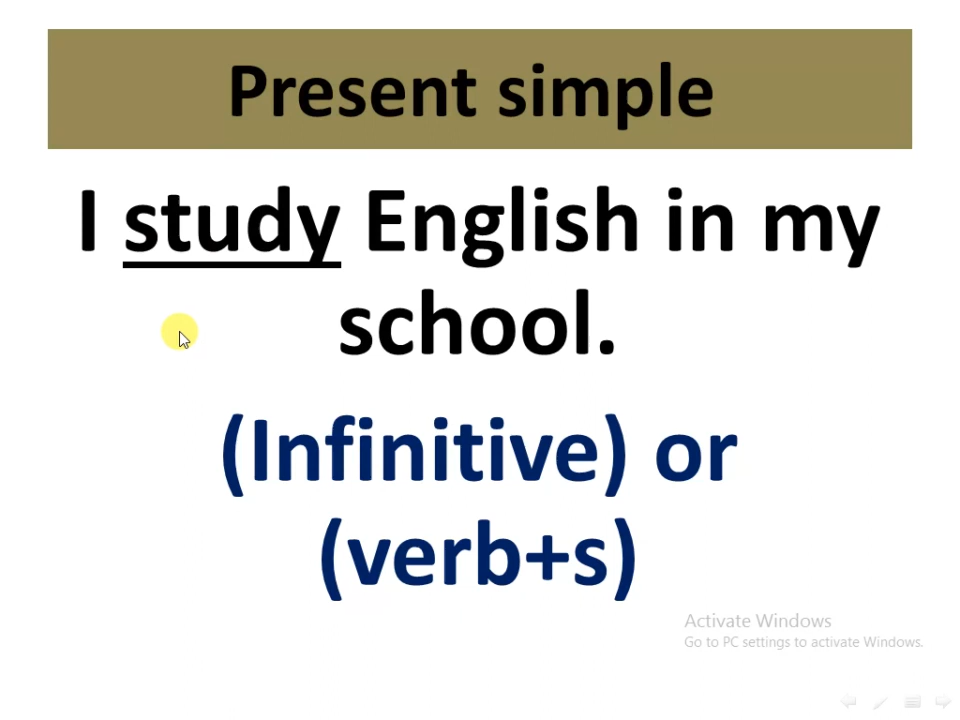 Present simple
I study English in my
school.
(Infinitive) or
(verb+s)
Activate Windows
Go to PC settings to activate Windows.